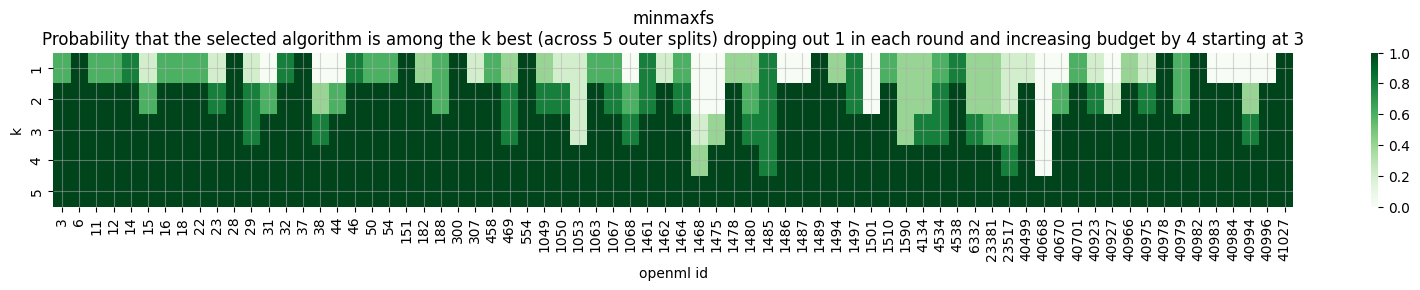 minmaxfs
Probability that the selected algorithm is among the k best (across 5 outer splits) dropping out 1 in each round and increasing budget by 4 starting at 3
k
1
2
3
4
5
3 6 11 12 14 15 16 18 22 23 28 29 31 32 37 38 44 46 50 54 151 182 188 300 307 458 469 554 1049 1050 1053 1063 1067 1068 1461 1462 1464 1468 1475 1478 1480 1485 1486 1487 1489 1494 1497 1501 1510 1590 4134 4534 4538 6332 23381 23517 40499 40668 40670 40701 40923 40927 40966 40975 40978 40979 40982 40983 40984 40994 40996 41027
openml id
1.0
0.8
0.6
0.4
0.2
0.0